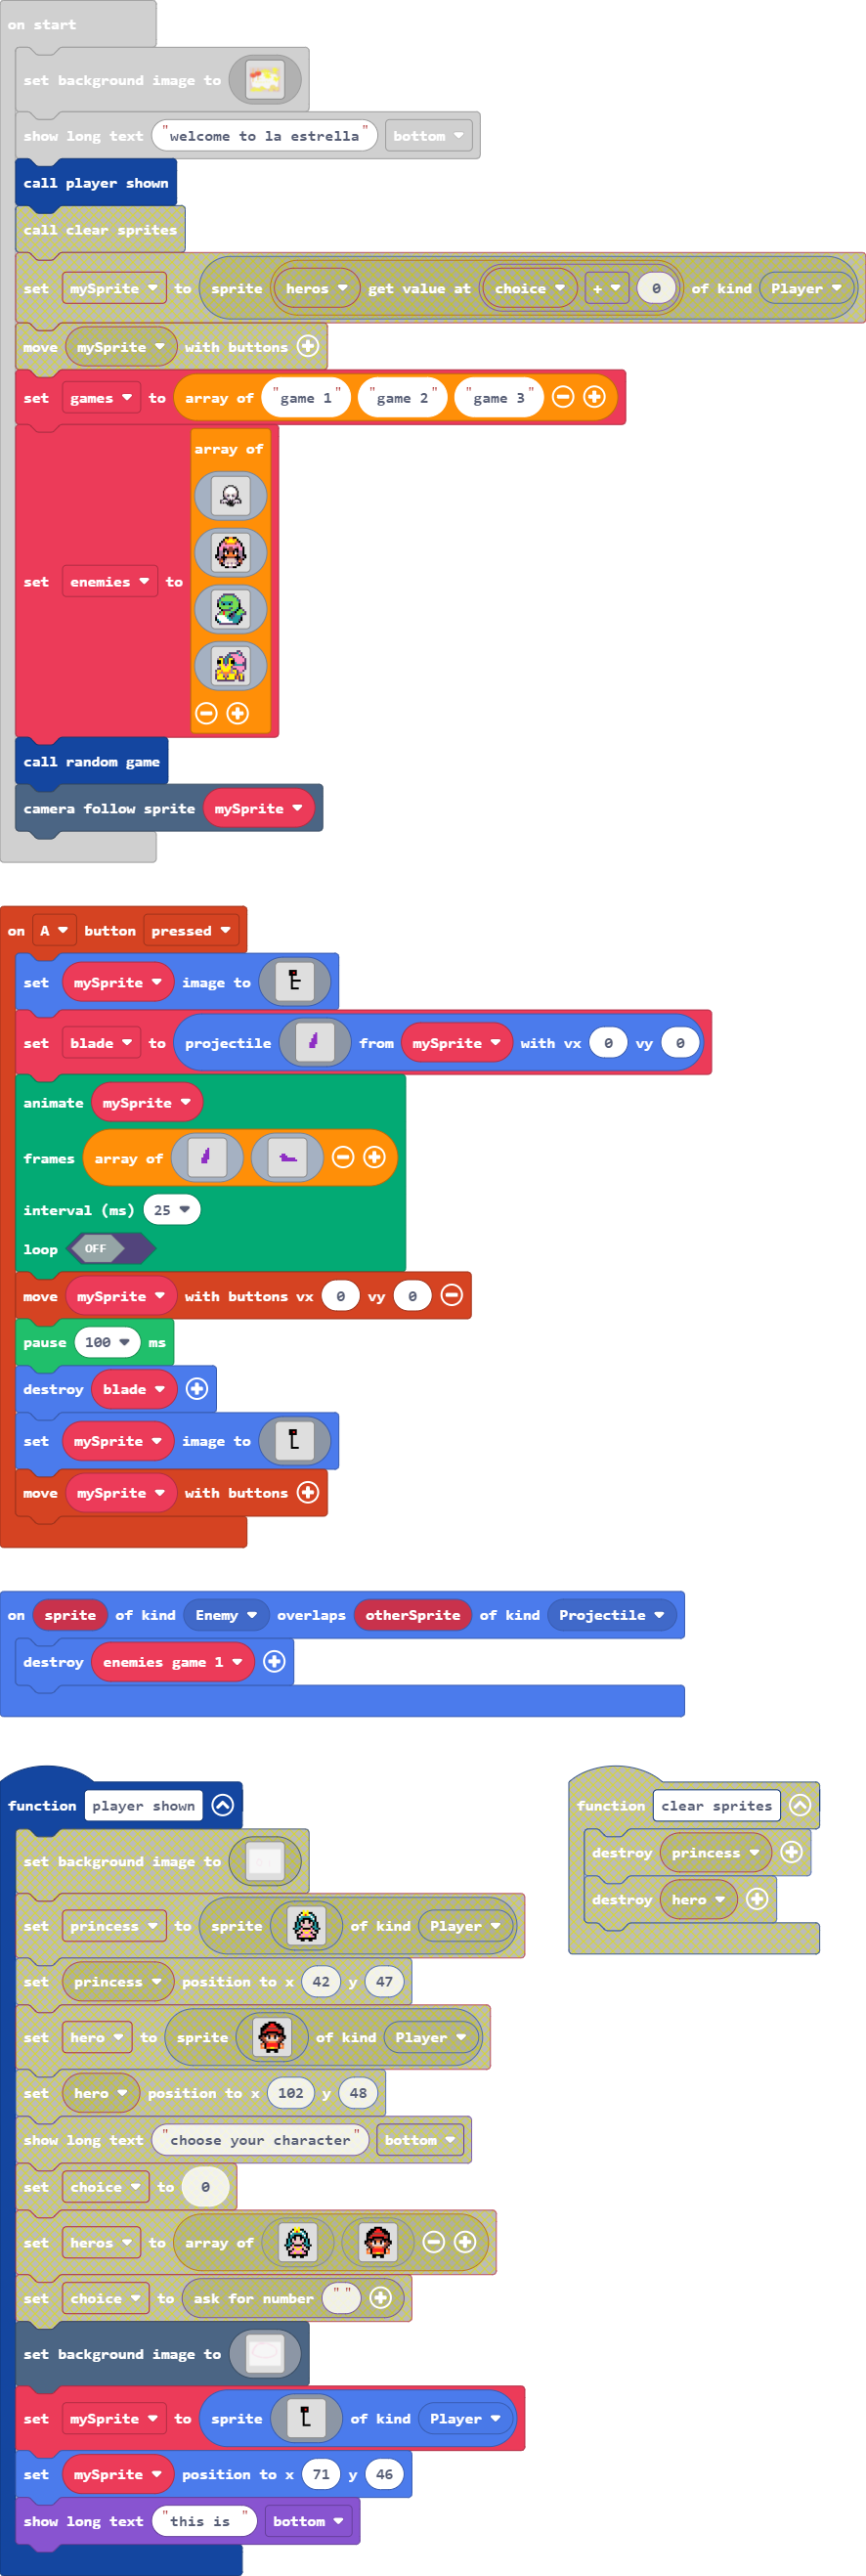 on start
set background image to
show long text "welcome to la estrella" bottom
call player shown
call clear sprites
set mySprite to sprite heros get value at choice + 0 of kind Player
move mySprite with buttons
set games to array of "game 1" "game 2" "game 3"
array of
set enemies to
call random game
camera follow sprite mySprite
on A button pressed
set mySprite image to
set blade to projectile from mySprite with vx 0 vy 0
animate mySprite
frames array of
interval (ms) 25
loop OFF
move mySprite with buttons vx 0 vy 0
pause 100 ms
destroy blade
set mySprite image to
move mySprite with buttons
on sprite of kind Enemy overlaps otherSprite of kind Projectile
destroy enemies game 1
function player shown
set background image to
set princess to sprite of kind Player
set princess position to x 42 y 47
set hero to sprite of kind Player
set hero position to x 102 y 48
show long text "choose your character" bottom
set choice to 0
set heros to array of
set choice to ask for number " "
set background image to
set mySprite to sprite of kind Player
set mySprite position to x 71 y 46
show long text "this is " bottom
function clear sprites
destroy princess
destroy hero